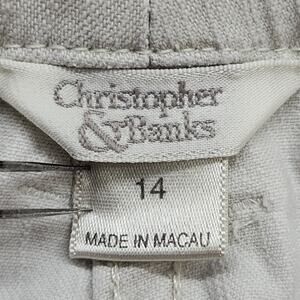 Christopher
& Banks
14
MADE IN MACAU